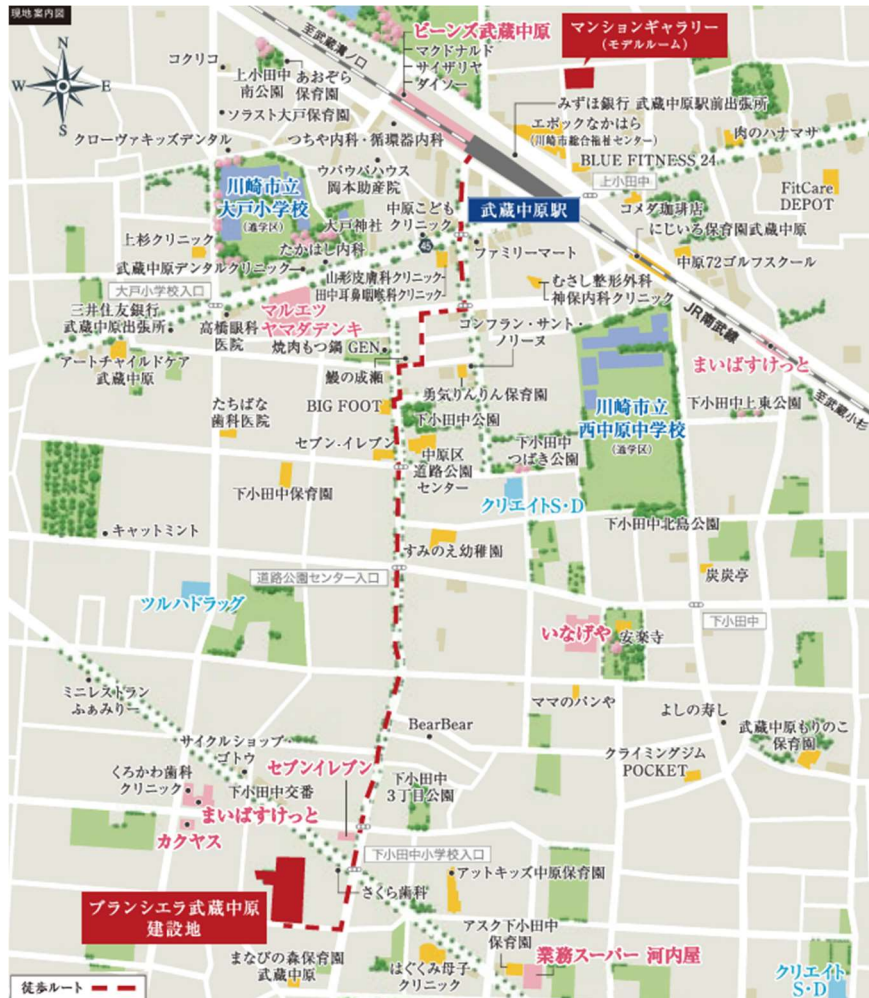 現地案内図
N
W
E
S
至武蔵溝ノ口
コクリコ
上小田中
南公園
あおぞら
保育園
ソラスト大戸保育園
クローヴァキッズデンタル
つちや内科・循環器内科
ビーンズ武蔵中原
マクドナルド
サイゼリヤ
ダイソー
マンションギャラリー
(モデルルーム)
みずほ銀行 武蔵中原駅前出張所
エポックなかはら
(川崎市総合福祉センター)
肉のハナマサ
BLUE FITNESS 24
上小田中
FitCare
DEPOT
ウパウパハウス
岡本助産院
川崎市立
大戸小学校
(通学区)
大戸神社
中原こども
クリニック
武蔵中原駅
コメダ珈琲店
にじいろ保育園武蔵中原
上杉クリニック
たかはし内科
45
ファミリーマート
中原72ゴルフスクール
武蔵中原デンタルクリニック
山形皮膚科クリニック
田中耳鼻咽喉科クリニック
むさし整形外科
神保内科クリニック
大戸小学校入口
マルエツ
ヤマダデンキ
JR南武線
三井住友銀行
武蔵中原出張所
高橋眼科
医院
焼肉もつ鍋 GEN
コンフラン・サント・
ノリーヌ
まいばすけっと
アートチャイルドケア
武蔵中原
鰻の成瀬
勇気りんりん保育園
至武蔵小杉
たちばな
歯科医院
BIG FOOT
下小田中公園
川崎市立
西中原中学校
(通学区)
下小田中上東公園
セブン-イレブン
中原区
道路公園
センター
下小田中
つばき公園
下小田中保育園
クリエイトS・D
下小田中北島公園
キャットミント
すみのえ幼稚園
道路公園センター入口
炭炭亭
ツルハドラッグ
下小田中
いなげや
安楽寺
ミニレストラン
ふぁみりー
ママのパンや
よしの寿し
BearBear
武蔵中原もりのこ
保育園
サイクルショップ・
ゴトウ
クライミングジム
POCKET
くろかわ歯科
クリニック
セブンイレブン
下小田中
3丁目公園
下小田中交番
まいばすけっと
カクヤス
下小田中小学校入口
さくら歯科
アットキッズ中原保育園
ブランシエラ武蔵中原
建設地
アスク下小田中
保育園
業務スーパー 河内屋
まなびの森保育園
武蔵中原
はぐくみ母子
クリニック
クリエイト
S・D
徒歩ルート